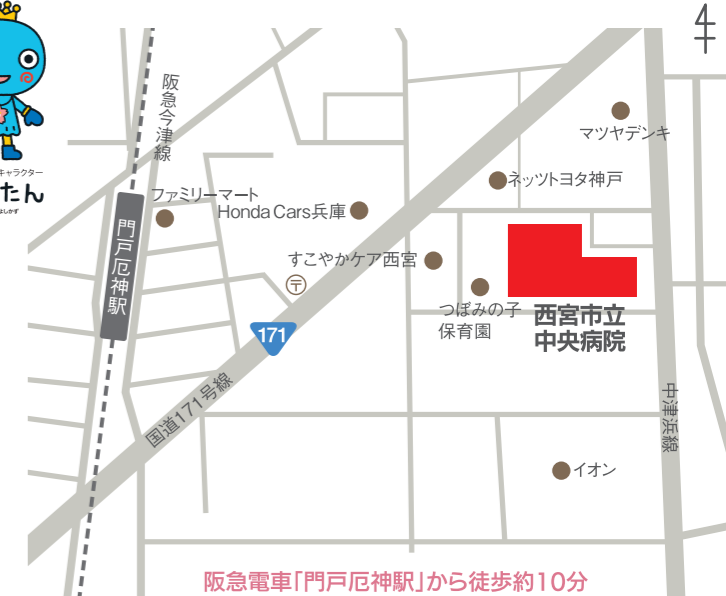 キャラクター
たん
よしかず
阪急今津線
マツヤデンキ
ネッツトヨタ神戸
ファミリーマート
Honda Cars兵庫
門戸厄神駅
すこやかケア西宮
〒
つぼみの子
保育園
西宮市立
中央病院
171
国道171号線
中津浜線
イオン
阪急電車「門戸厄神駅」から徒歩約10分